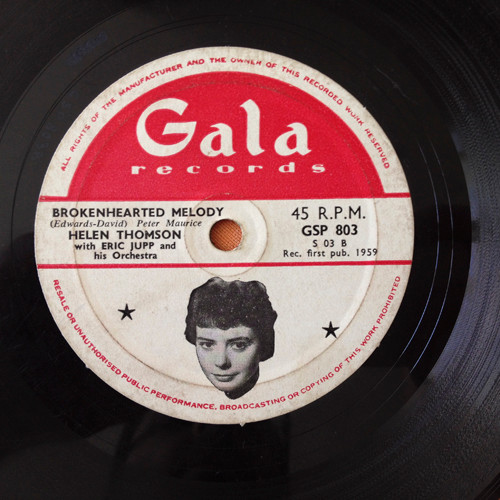 ALL RIGHTS OF THE MANUFACTURER AND THE OWNER OF THIS RECORDED WORK RESERVED
Gala
records
BROKENHEARTED MELODY
(Edwards-David) Peter Maurice
HELEN THOMSON
with ERIC JUPP and
his Orchestra
45 R.P.M.
GSP 803
S 03 B
Rec. first pub. 1959
RESALE OR UNAUTHORISED PUBLIC PERFORMANCE, BROADCASTING OR COPYING OF THIS WORK PROHIBITED